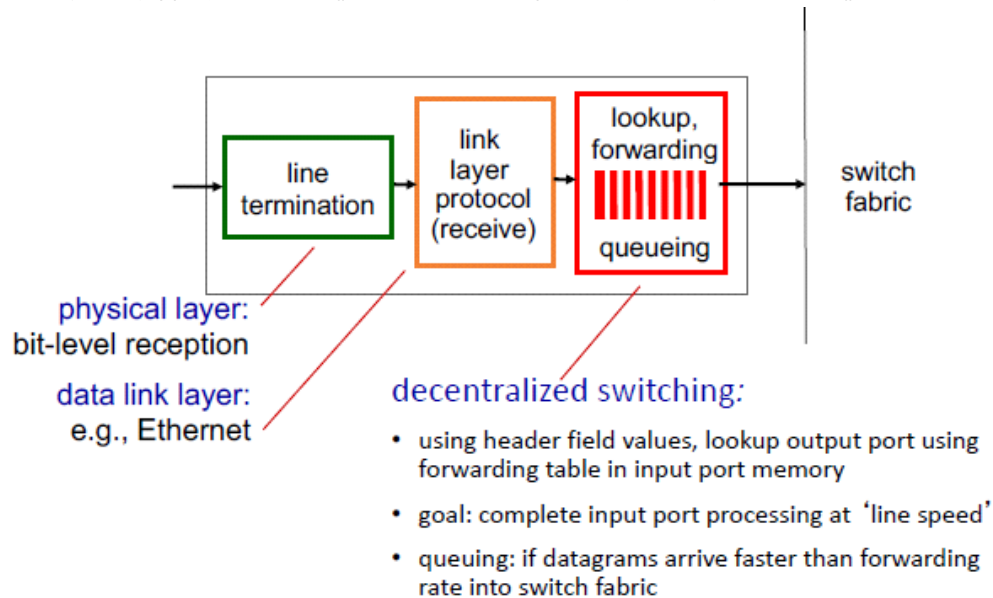 line
termination
link
layer
protocol
(receive)
lookup,
forwarding
queueing
switch
fabric
physical layer:
bit-level reception
data link layer:
e.g., Ethernet
decentralized switching:
• using header field values, lookup output port using
forwarding table in input port memory
• goal: complete input port processing at ‘line speed’
• queuing: if datagrams arrive faster than forwarding
rate into switch fabric